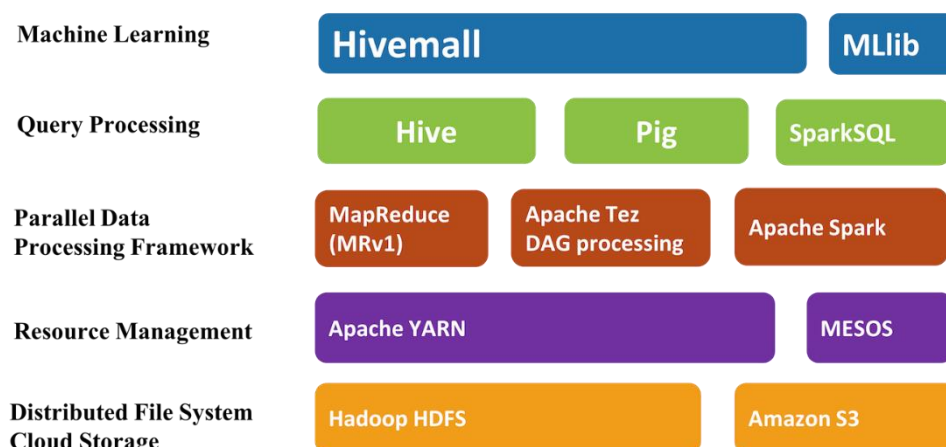 Machine Learning
Hivemall
MLlib
Query Processing
Hive
Pig
SparkSQL
Parallel Data
Processing Framework
MapReduce
(MRv1)
Apache Tez
DAG processing
Apache Spark
Resource Management
Apache YARN
MESOS
Distributed File System
Cloud Storage
Hadoop HDFS
Amazon S3